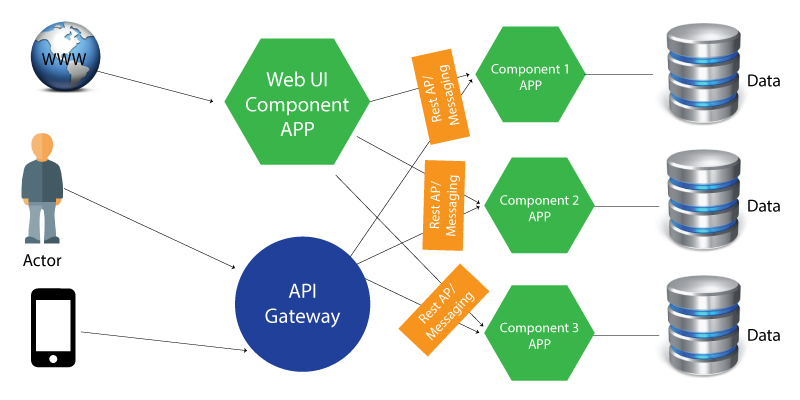 WWW
Web UI
Component
APP
Rest AP/
Messaging
Component 1
APP
Data
Actor
Rest AP/
Messaging
Component 2
APP
Data
API
Gateway
Rest AP/
Messaging
Component 3
APP
Data